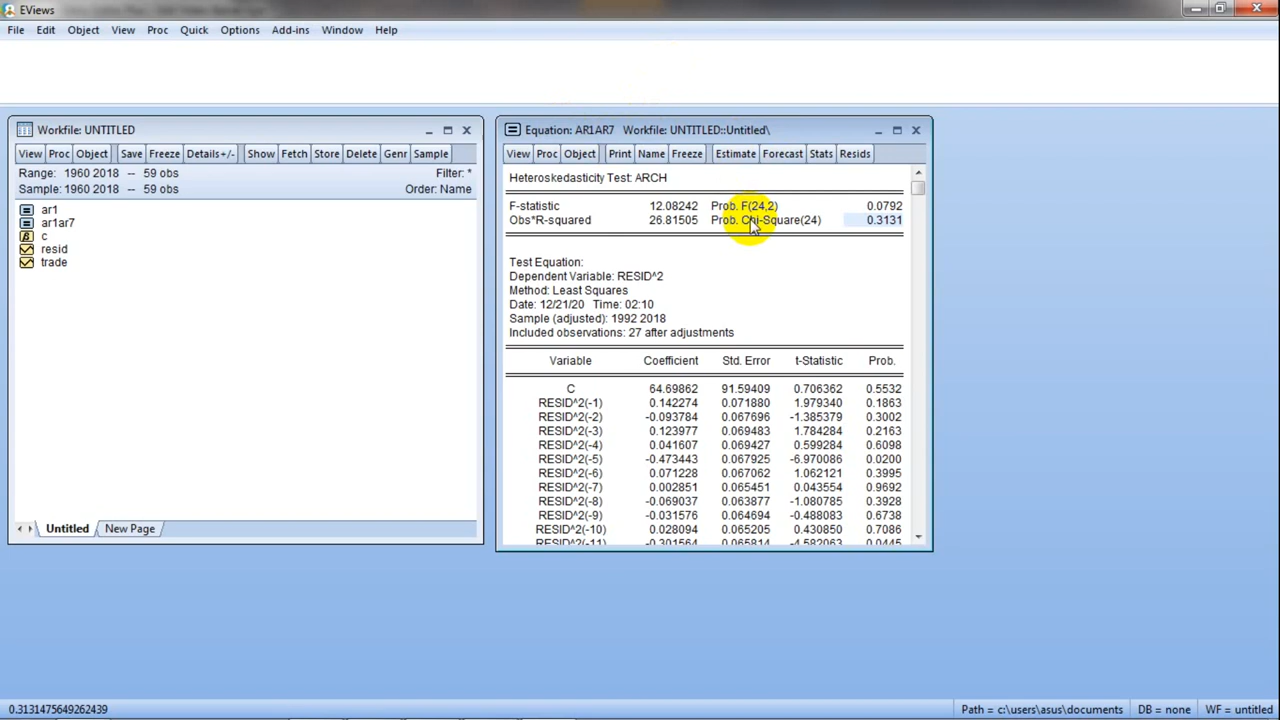 EViews
File Edit Object View Proc Quick Options Add-ins Window Help
Workfile: UNTITLED
View Proc Object Save Freeze Details+/- Show Fetch Store Delete Genr Sample
Range: 1960 2018 -- 59 obs Filter: *
Sample: 1960 2018 -- 59 obs Order: Name
ar1
ar1ar7
c
resid
trade
Untitled New Page
Equation: AR1AR7 Workfile: UNTITLED::Untitled\
View Proc Object Print Name Freeze Estimate Forecast Stats Resids
Heteroskedasticity Test: ARCH
F-statistic 12.08242 Prob. F(24,2) 0.0792
Obs*R-squared 26.81505 Prob. Chi-Square(24) 0.3131
Test Equation:
Dependent Variable: RESID^2
Method: Least Squares
Date: 12/21/20 Time: 02:10
Sample (adjusted): 1992 2018
Included observations: 27 after adjustments
Variable Coefficient Std. Error t-Statistic Prob.
C 64.69862 91.59409 0.706362 0.5532
RESID^2(-1) 0.142274 0.071880 1.979340 0.1863
RESID^2(-2) -0.093784 0.067696 -1.385379 0.3002
RESID^2(-3) 0.123977 0.069483 1.784284 0.2163
RESID^2(-4) 0.041607 0.069427 0.599284 0.6098
RESID^2(-5) -0.473443 0.067925 -6.970086 0.0200
RESID^2(-6) 0.071228 0.067062 1.062121 0.3995
RESID^2(-7) 0.002851 0.065451 0.043554 0.9692
RESID^2(-8) -0.069037 0.063877 -1.080785 0.3928
RESID^2(-9) -0.031576 0.064694 -0.488083 0.6738
RESID^2(-10) 0.028094 0.065205 0.430850 0.7086
RESID^2(-11) -0.301564 0.065814 -4.582063 0.0445
0.3131475649262439 Path = c:\users\asus\documents DB = none WF = untitled